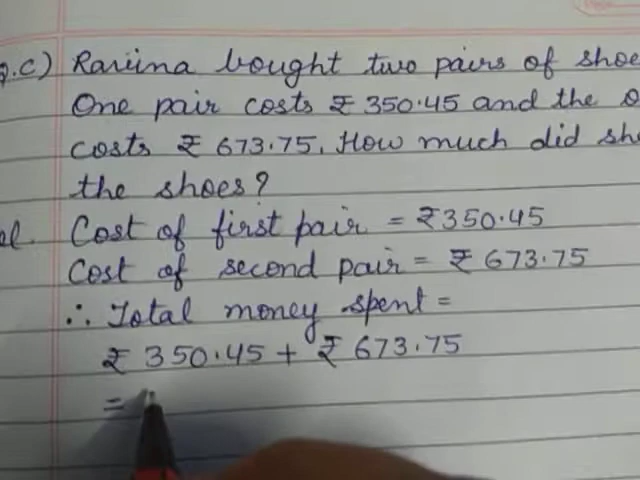 Q.C) Ravina bought two pairs of shoe
One pair costs ₹ 350.45 and the o
costs ₹ 673.75. How much did she
the shoes?
ol. Cost of first pair = ₹350.45
Cost of second pair = ₹ 673.75
∴ Total money spent =
₹ 350.45 + ₹ 673.75
=